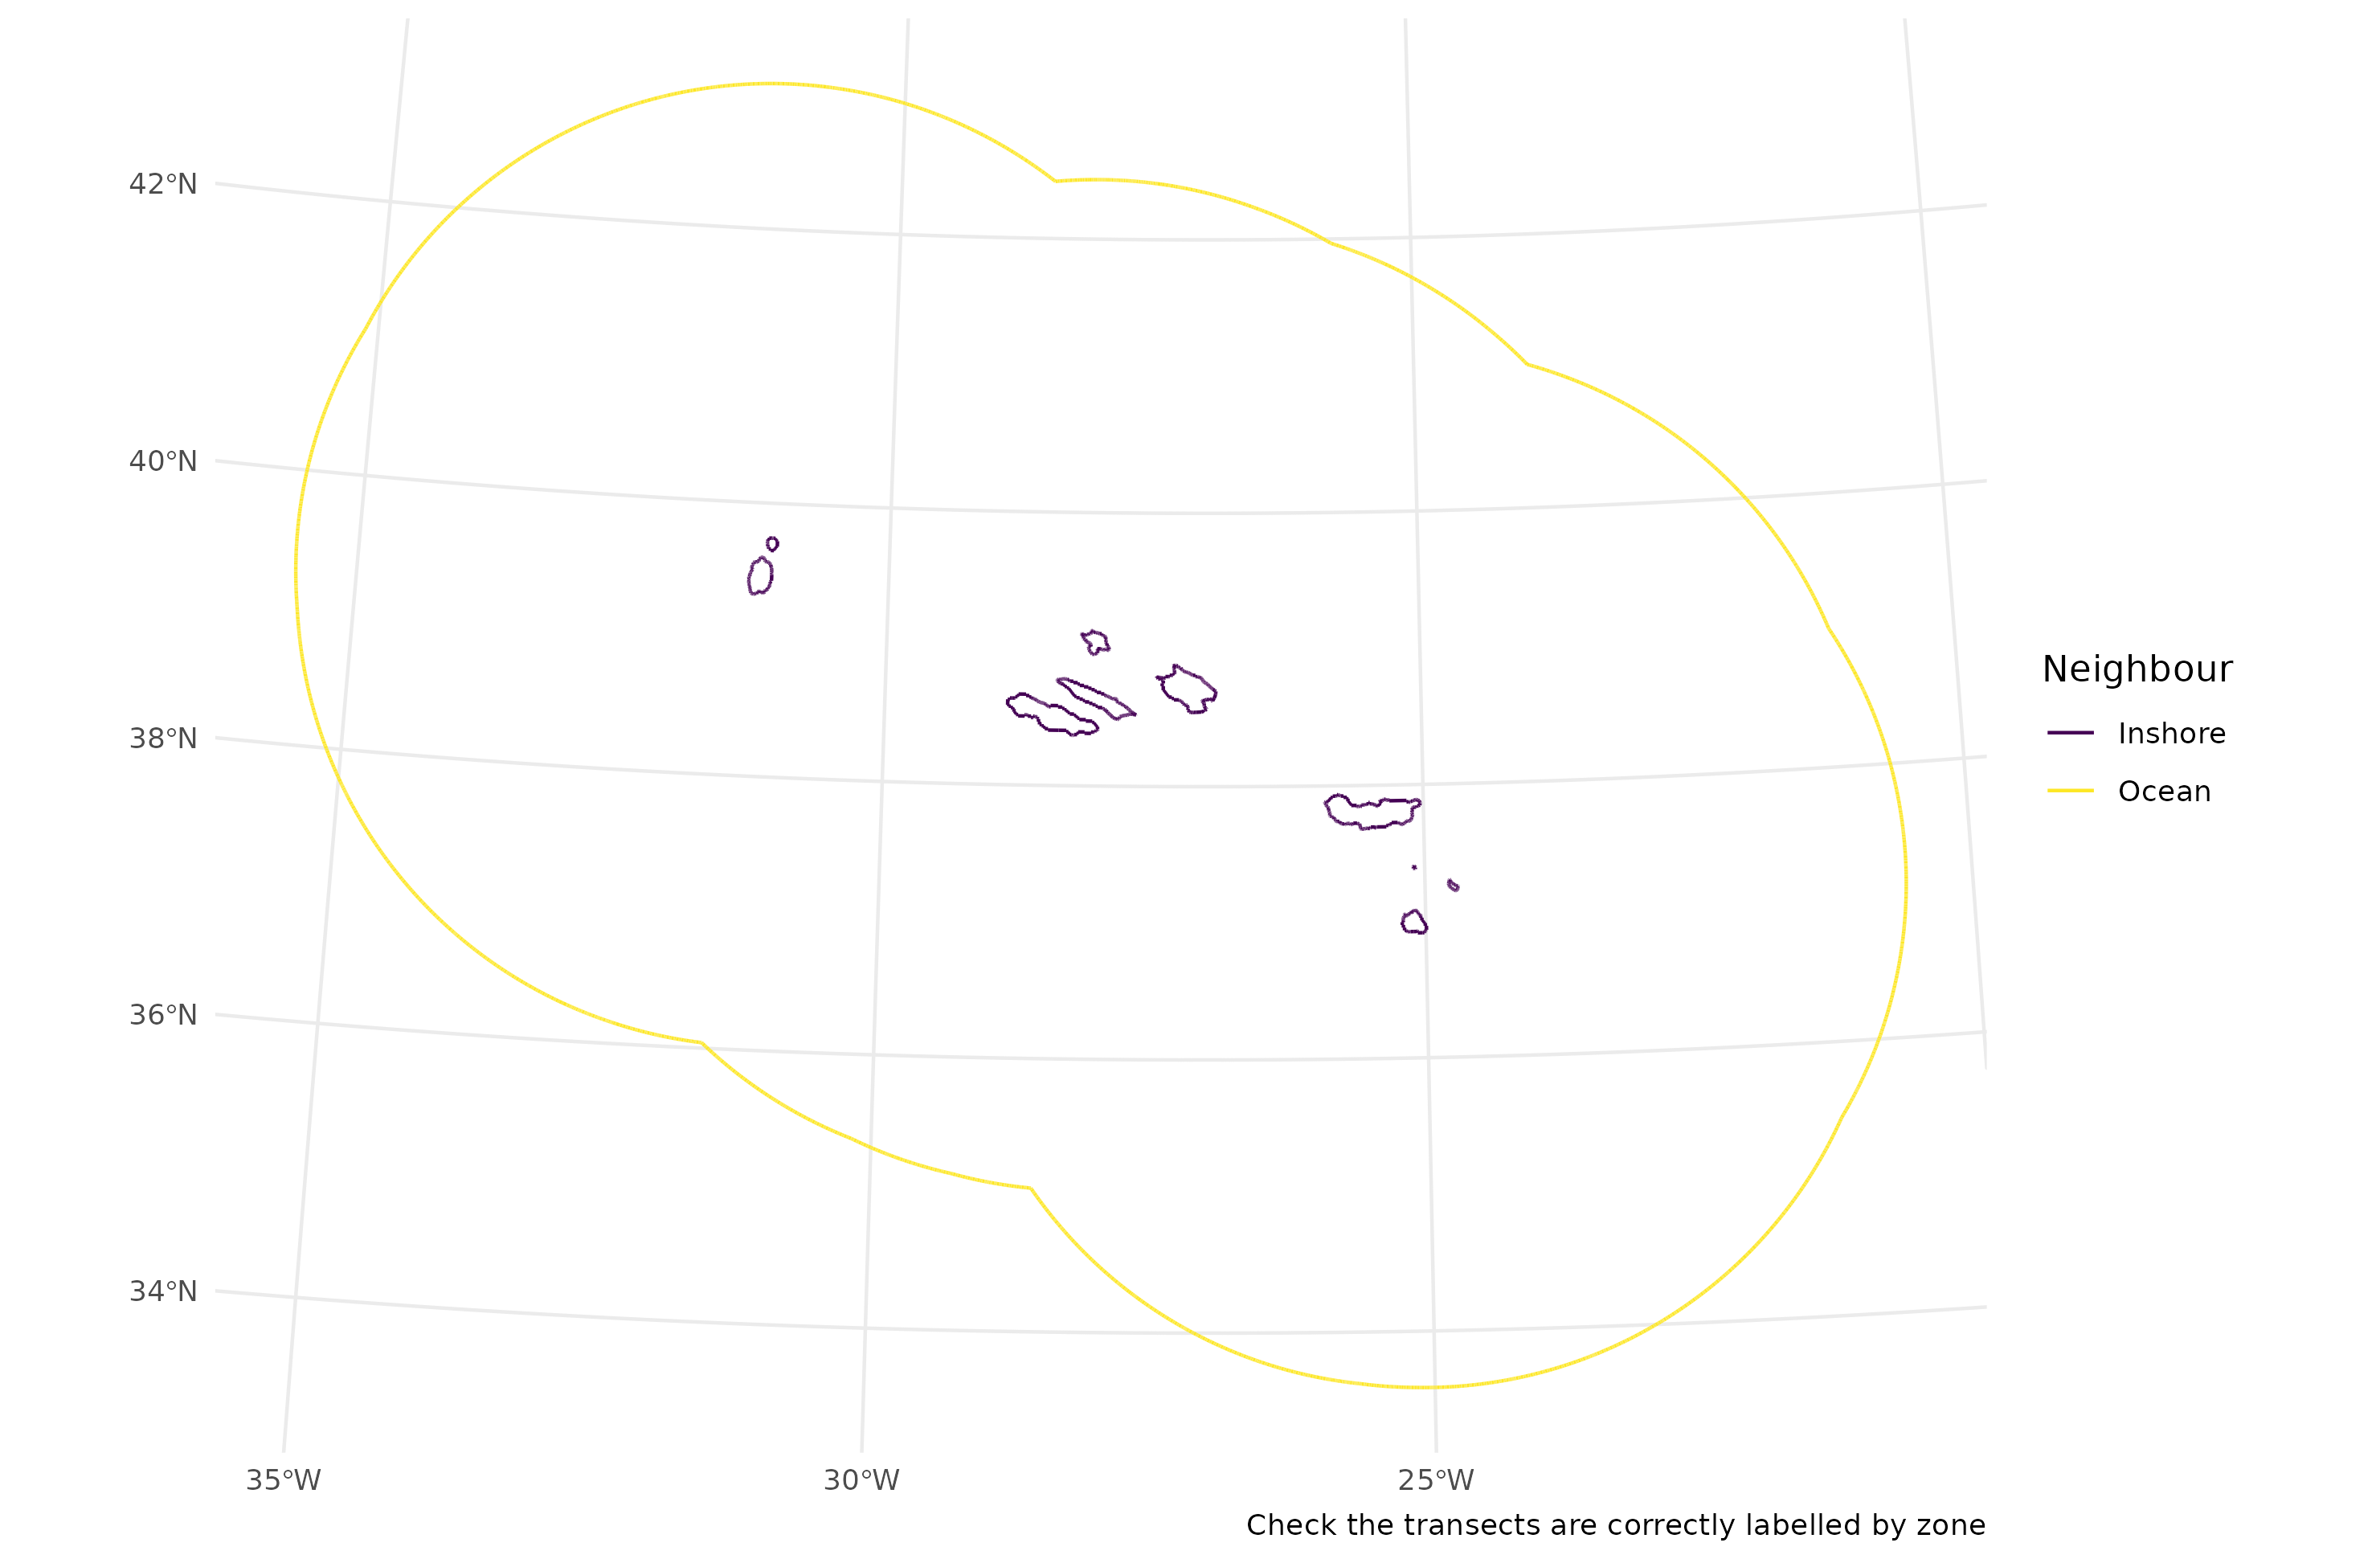 42°N
40°N
38°N
36°N
34°N
35°W
30°W
25°W
Neighbour
Inshore
Ocean
Check the transects are correctly labelled by zone